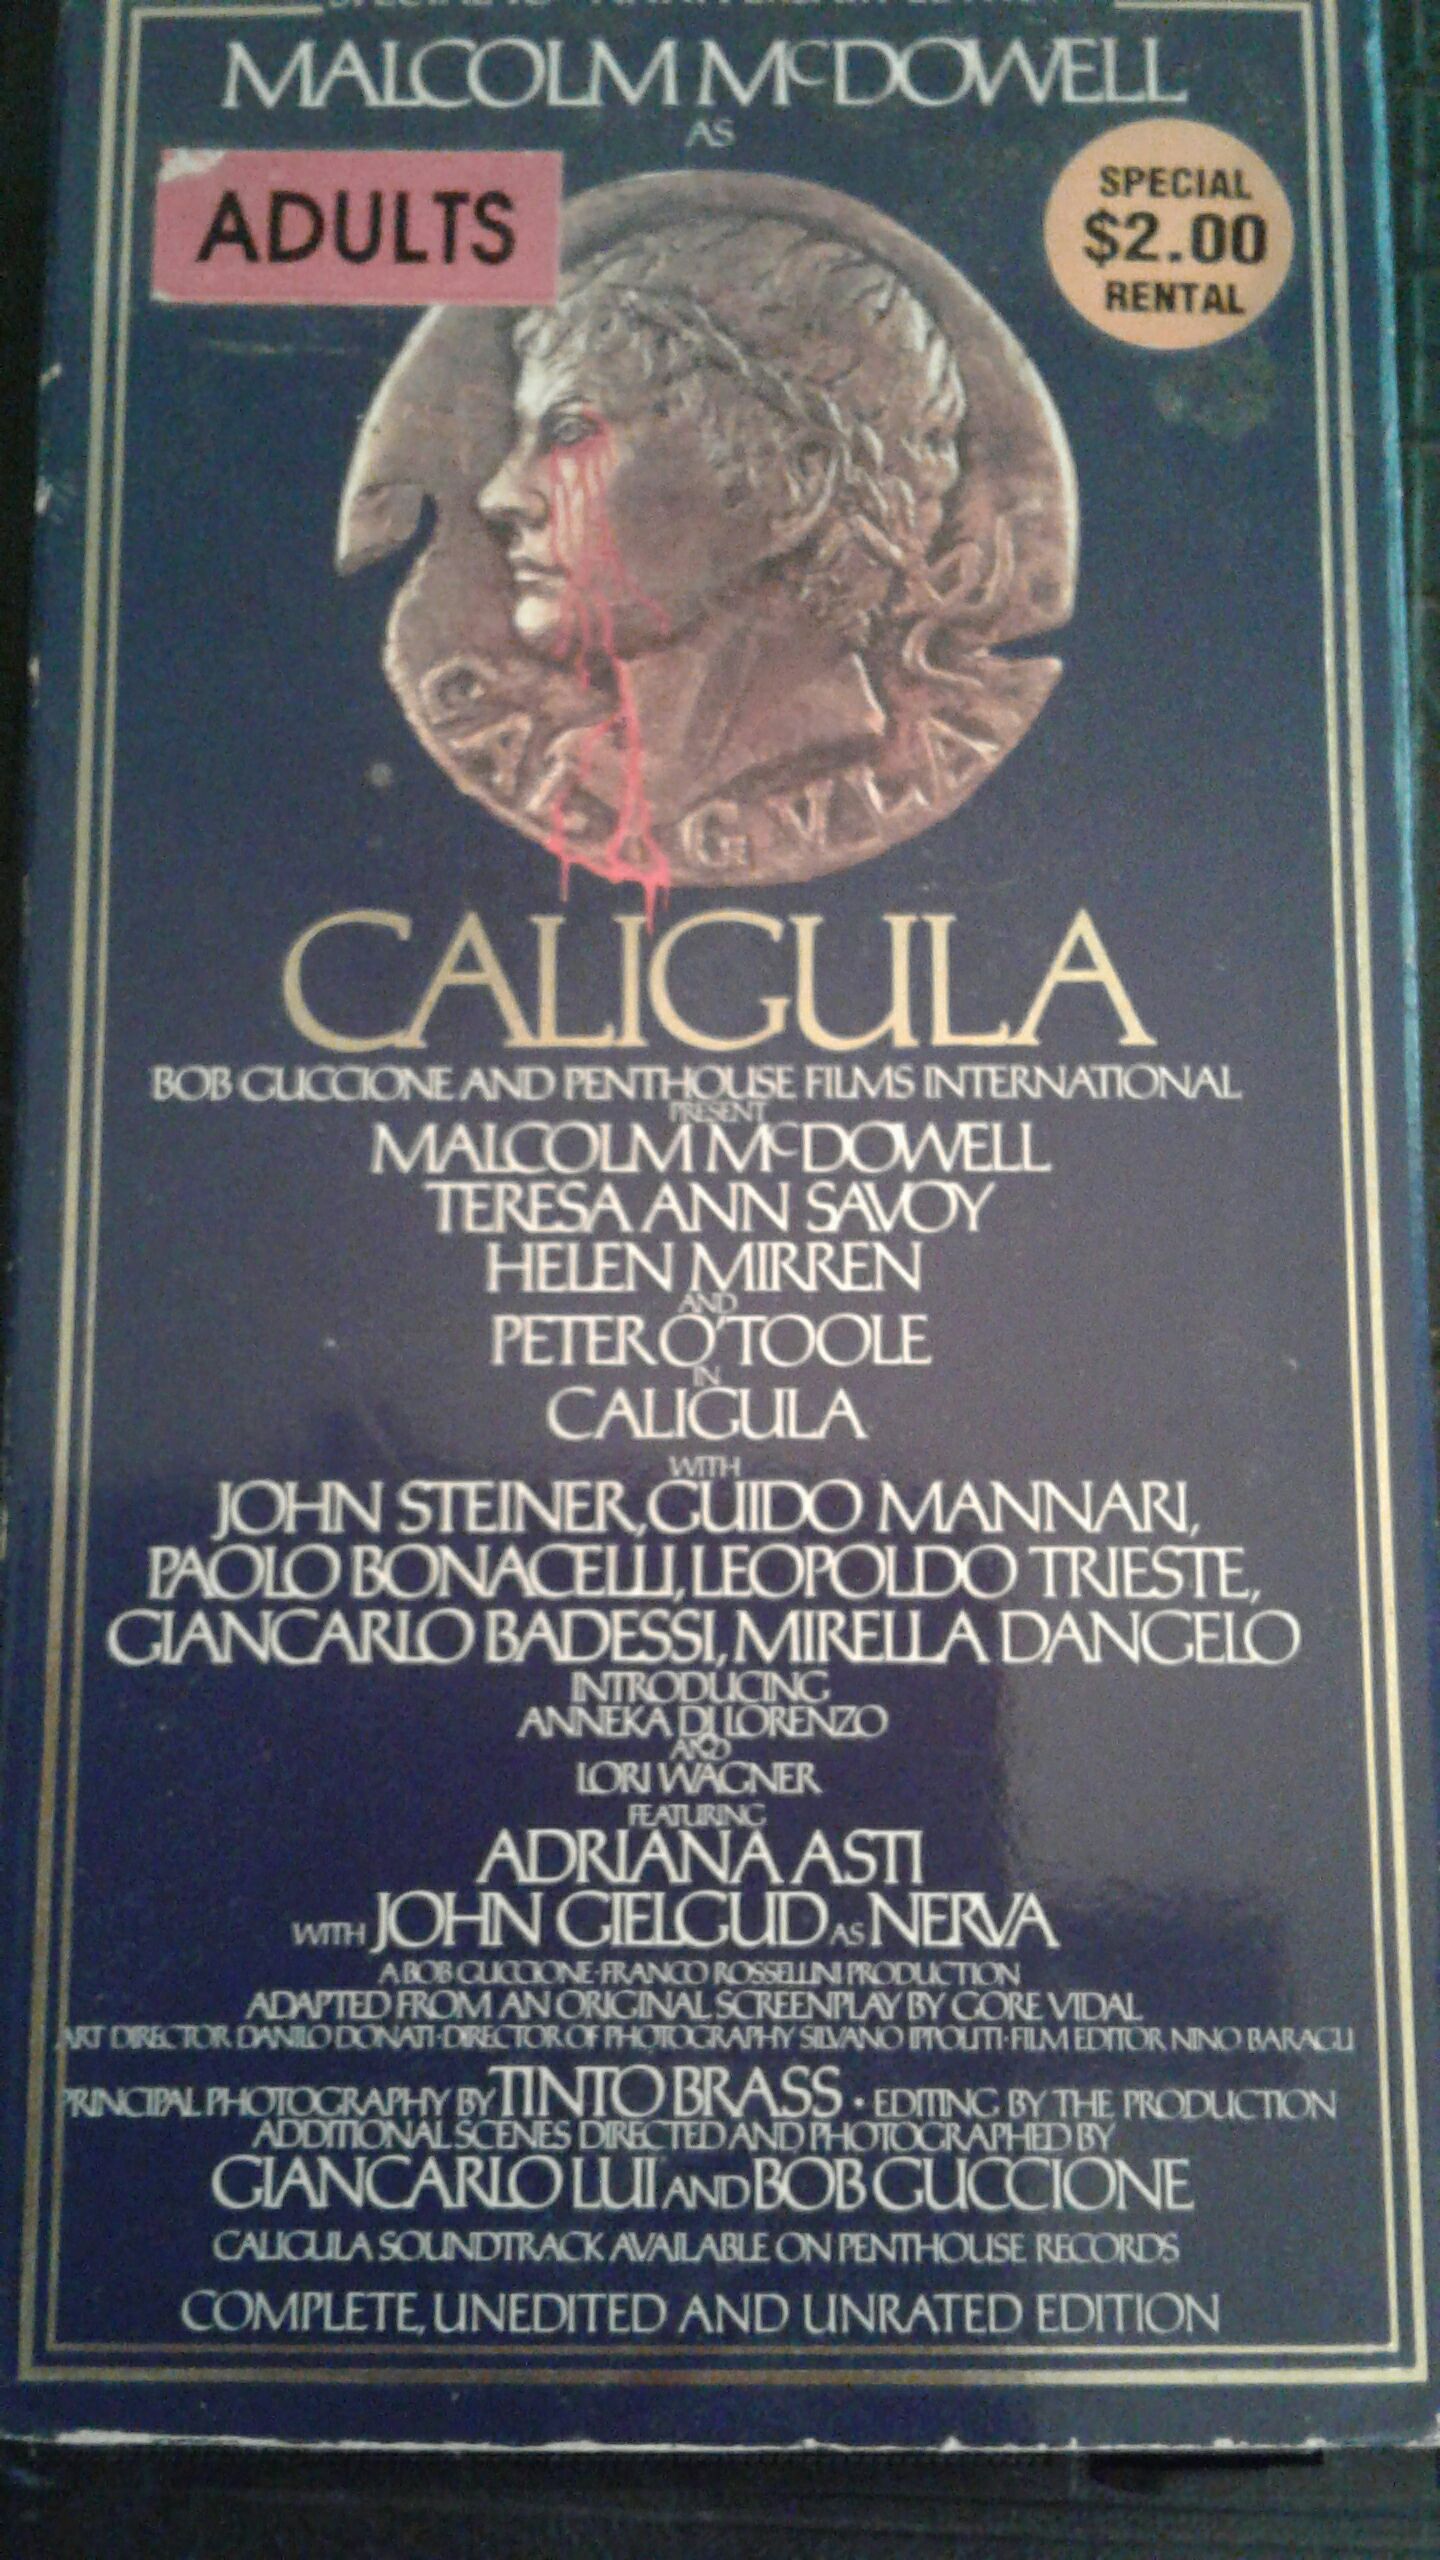 SPECIAL 10TH ANNIVERSARY EDITION
MALCOLM McDOWELL
AS
ADULTS
SPECIAL
$2.00
RENTAL
CALIGVLA
CALIGULA
BOB GUCCIONE AND PENTHOUSE FILMS INTERNATIONAL
PRESENT
MALCOLM McDOWELL
TERESA ANN SAVOY
HELEN MIRREN
AND
PETER O'TOOLE
IN
CALIGULA
WITH
JOHN STEINER, GUIDO MANNARI,
PAOLO BONACELLI, LEOPOLDO TRIESTE,
GIANCARLO BADESSI, MIRELLA DANGELO
INTRODUCING
ANNEKA DI LORENZO
AND
LORI WAGNER
FEATURING
ADRIANA ASTI
WITH JOHN GIELGUD AS NERVA
A BOB GUCCIONE·FRANCO ROSSELLINI PRODUCTION
ADAPTED FROM AN ORIGINAL SCREENPLAY BY GORE VIDAL
ART DIRECTOR DANILO DONATI·DIRECTOR OF PHOTOGRAPHY SILVANO IPPOLITI·FILM EDITOR NINO BARAGLI
PRINCIPAL PHOTOGRAPHY BY TINTO BRASS · EDITING BY THE PRODUCTION
ADDITIONAL SCENES DIRECTED AND PHOTOGRAPHED BY
GIANCARLO LUI AND BOB GUCCIONE
CALIGULA SOUNDTRACK AVAILABLE ON PENTHOUSE RECORDS
COMPLETE, UNEDITED AND UNRATED EDITION